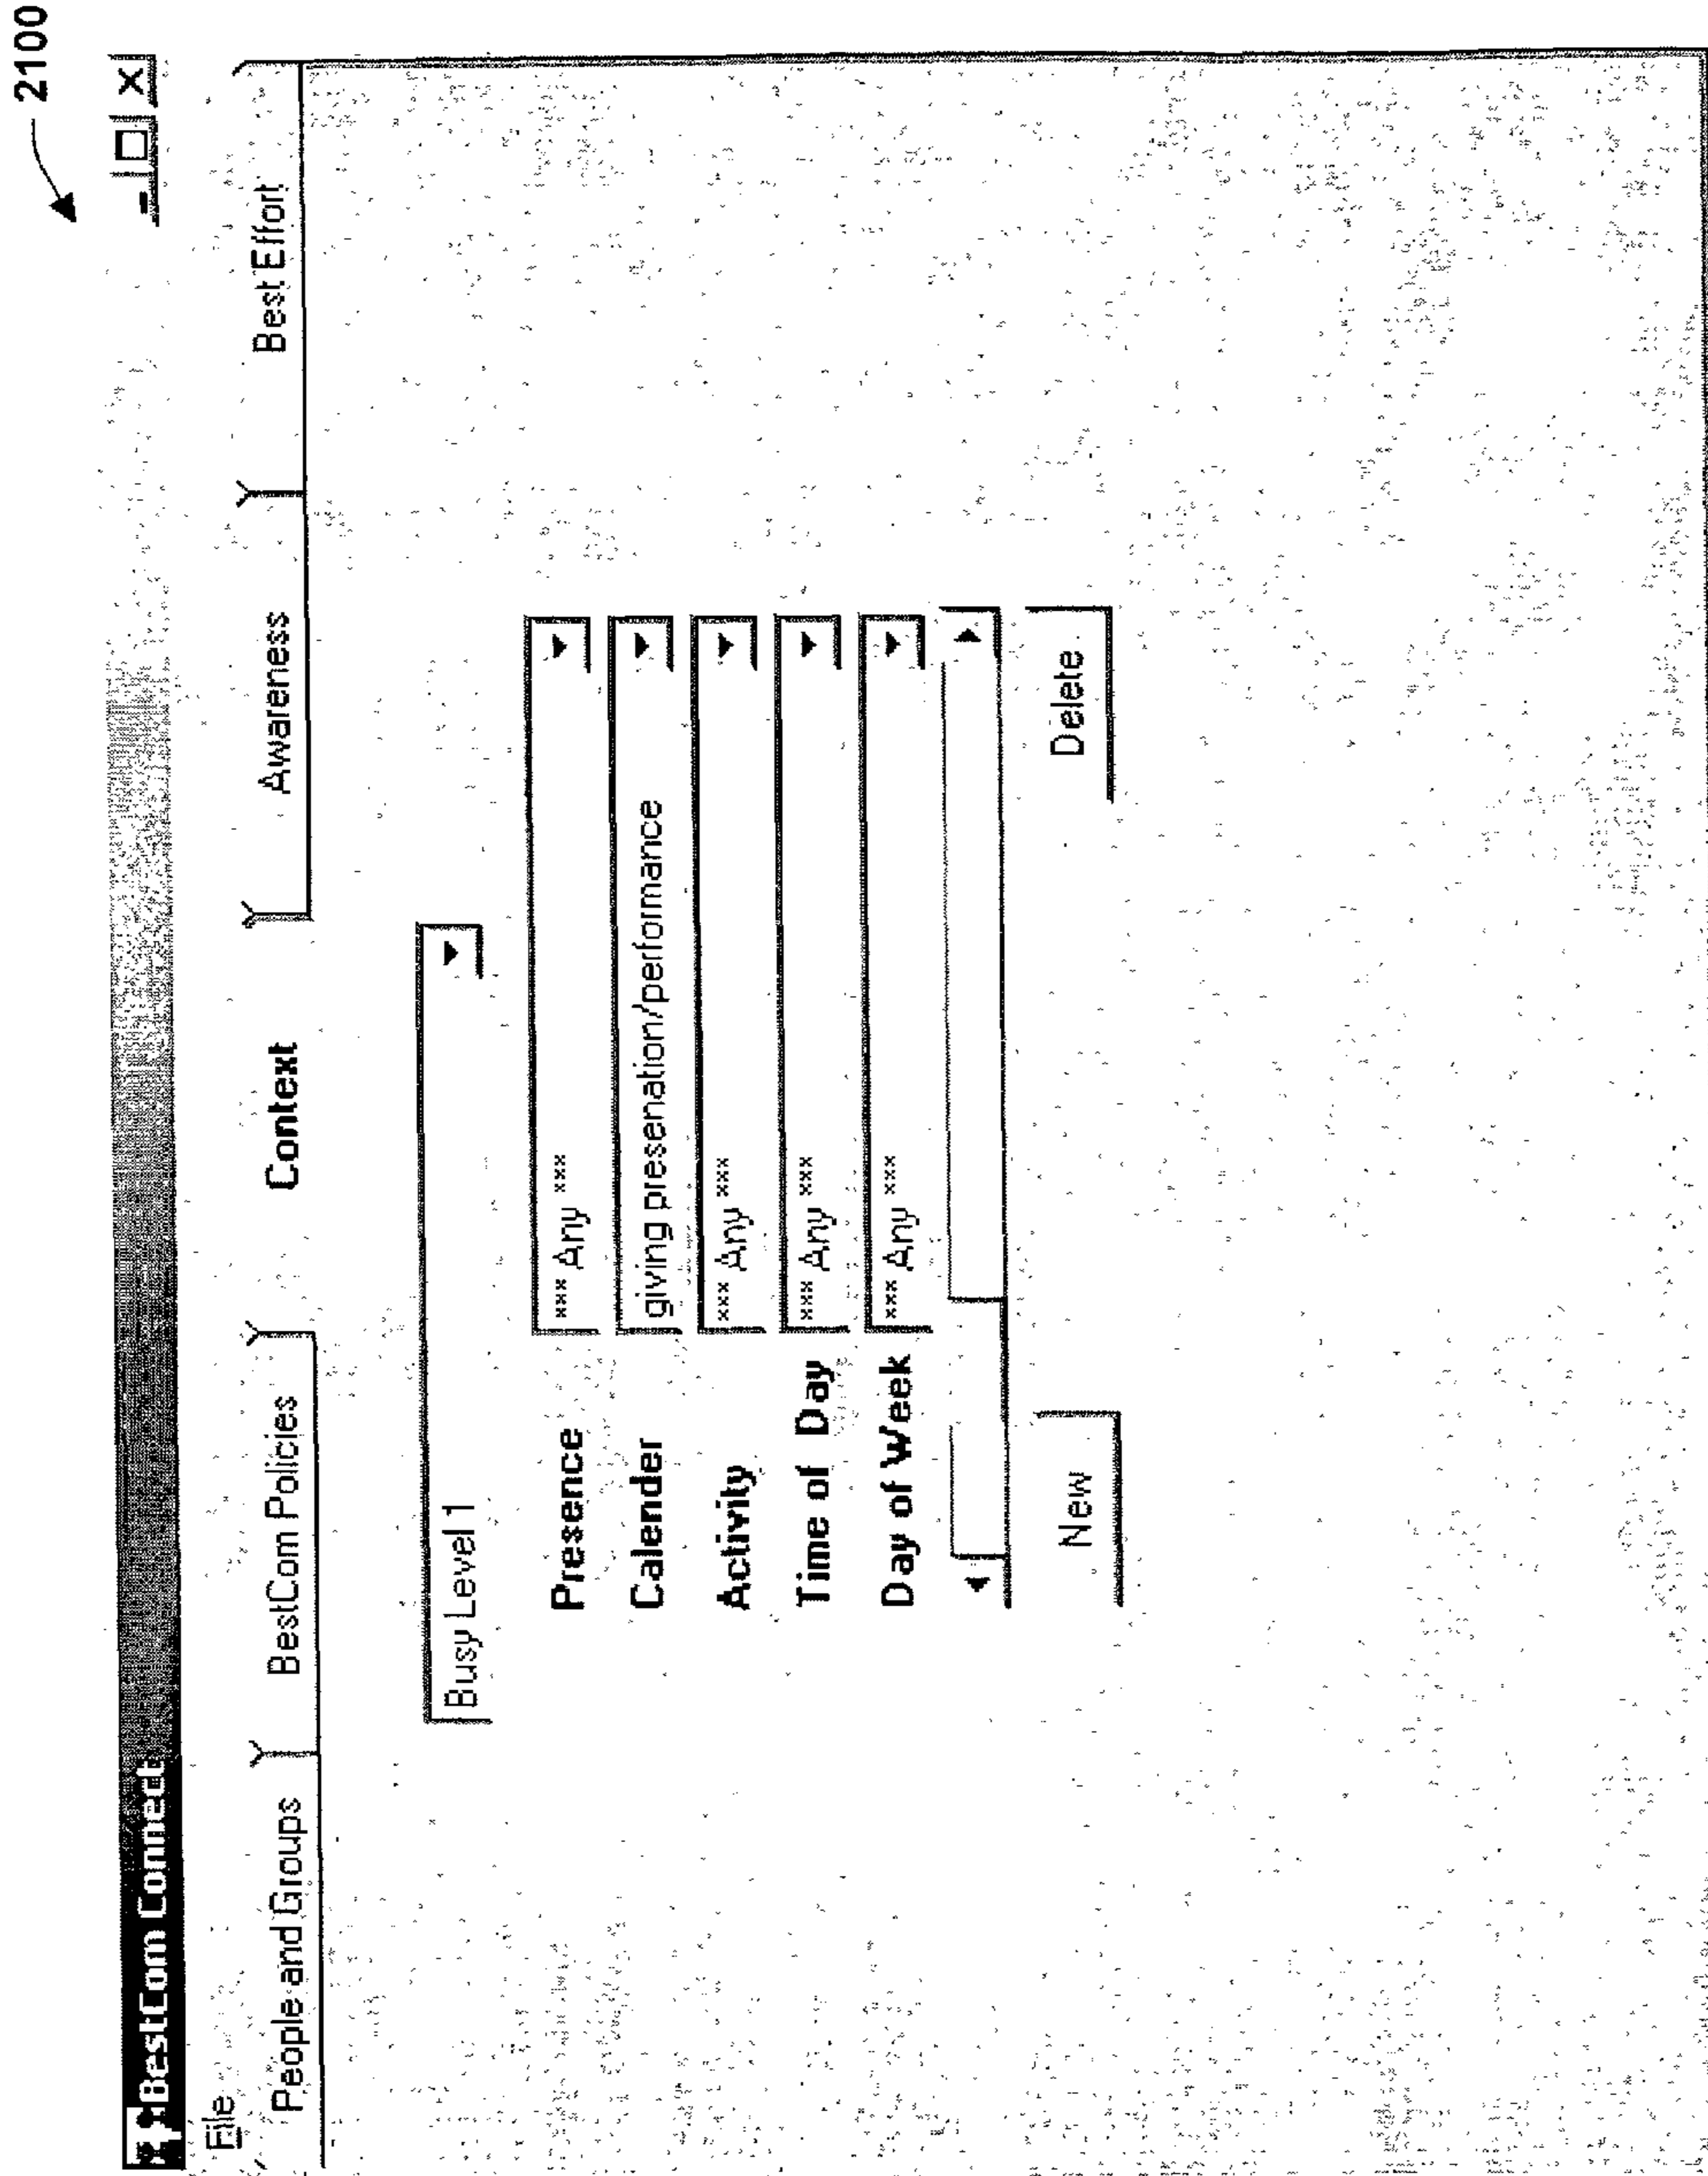 2100
BestCom Connect
File
People and Groups BestCom Policies Context Awareness Best Effort
Busy Level 1
Presence *** Any ***
Calender giving presenation/performance
Activity *** Any ***
Time of Day *** Any ***
Day of Week *** Any ***
New Delete